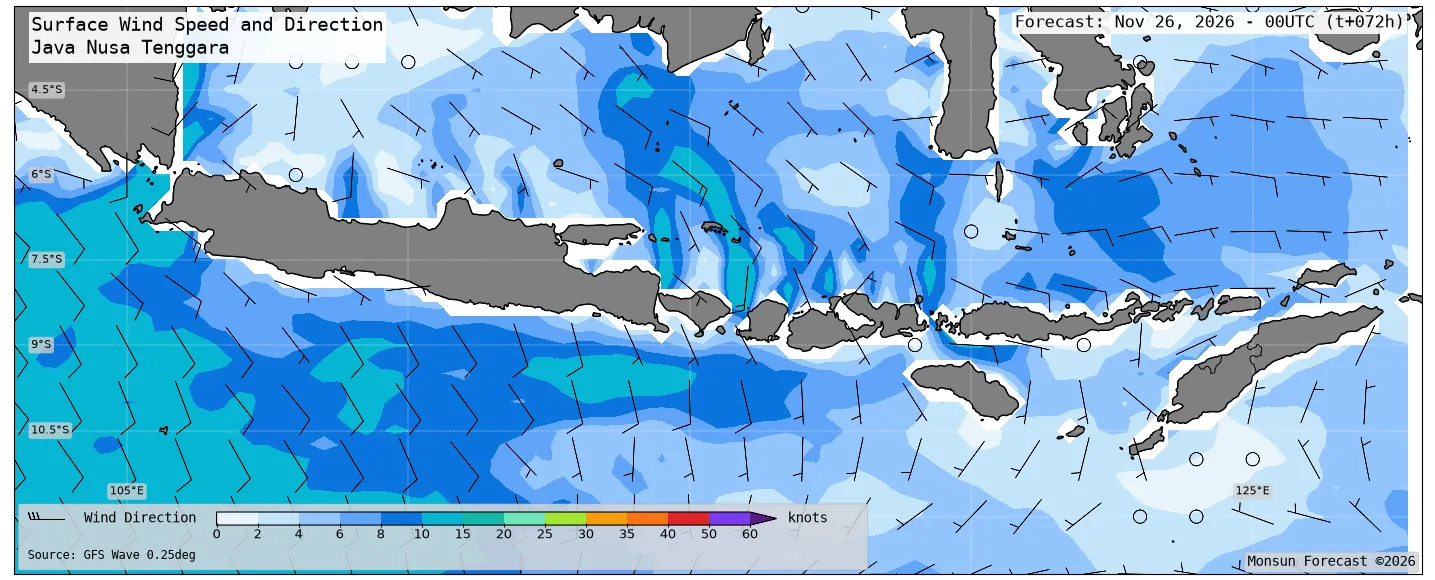 Surface Wind Speed and Direction
Java Nusa Tenggara
Forecast: Nov 26, 2026 - 00UTC (t+072h)
4.5°S
6°S
7.5°S
9°S
10.5°S
105°E
125°E
Wind Direction
0 2 4 6 8 10 15 20 25 30 35 40 50 60
knots
Source: GFS Wave 0.25deg
Monsun Forecast ©2026